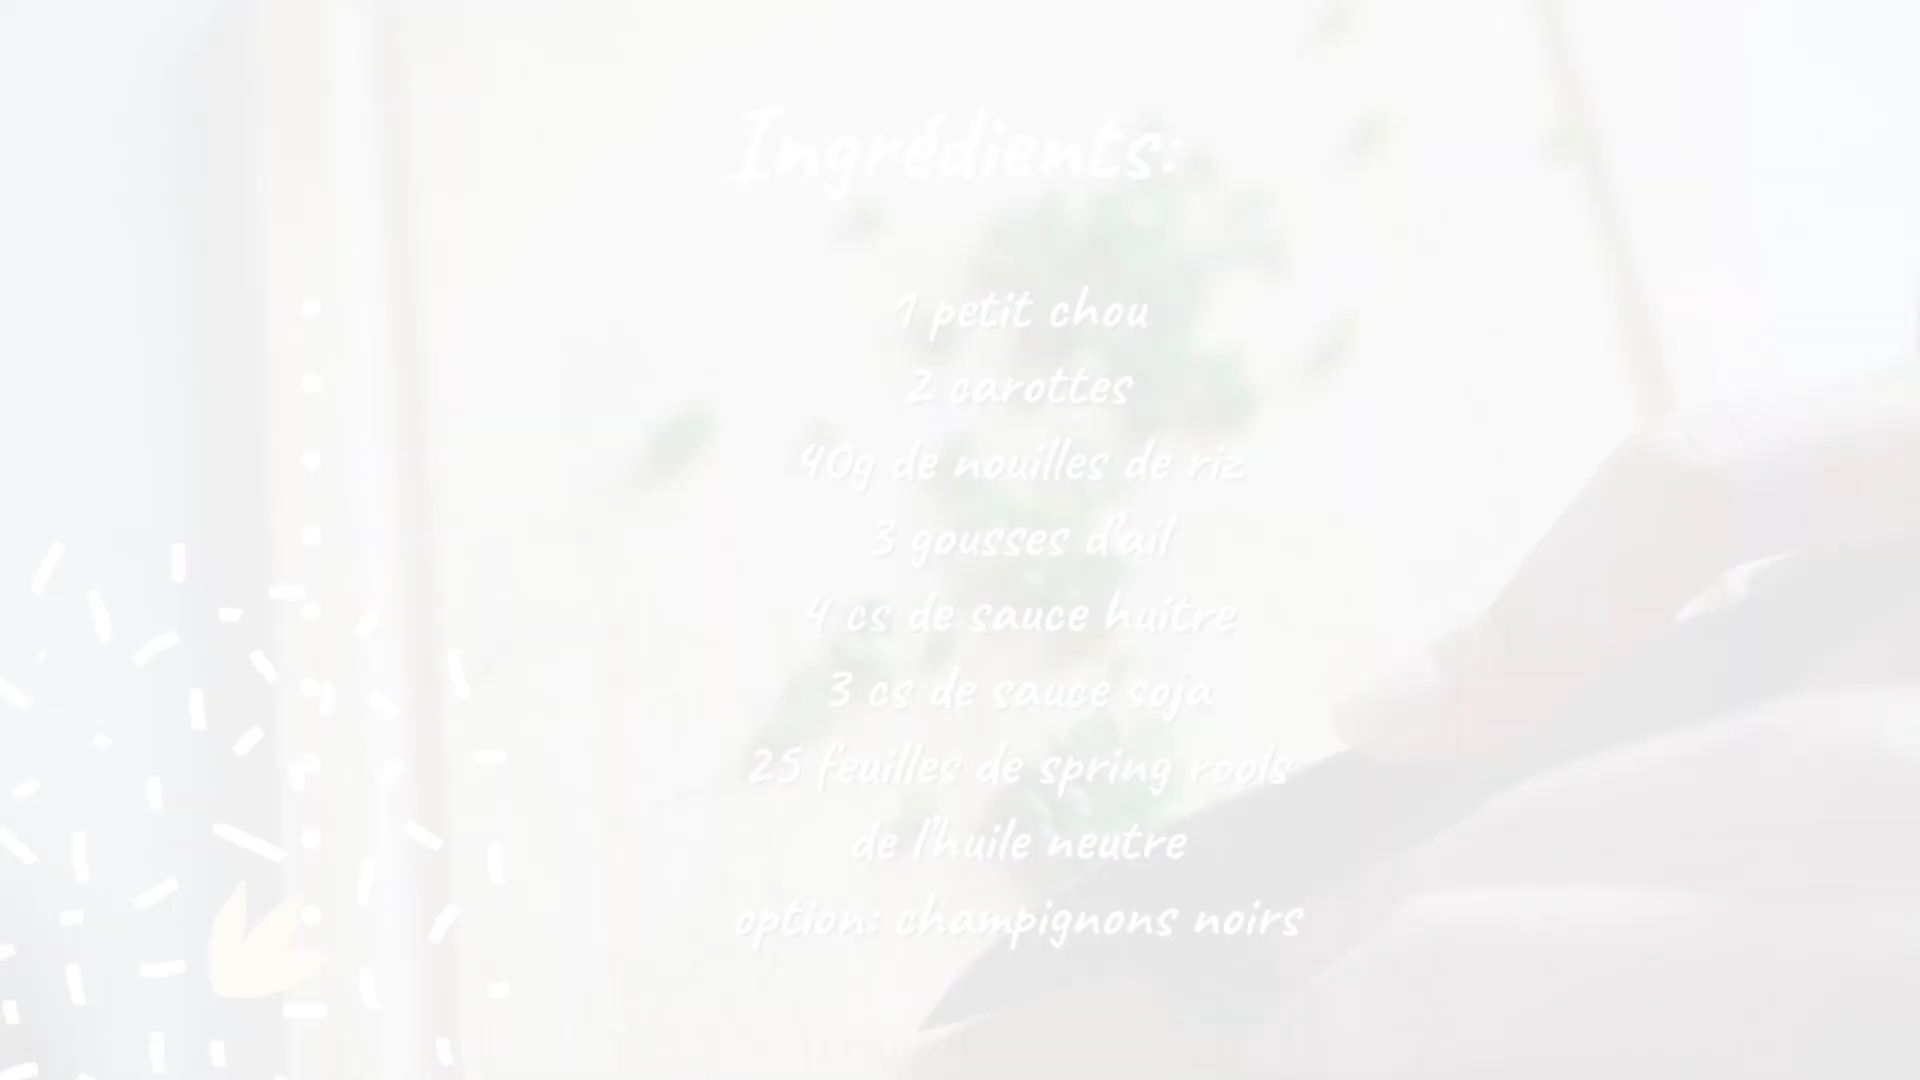 Ingrédients:
1 petit chou
2 carottes
40g de nouilles de riz
3 gousses d'ail
4 cs de sauce huitre
3 cs de sauce soja
25 feuilles de spring rools
de l'huile neutre
option: champignons noirs